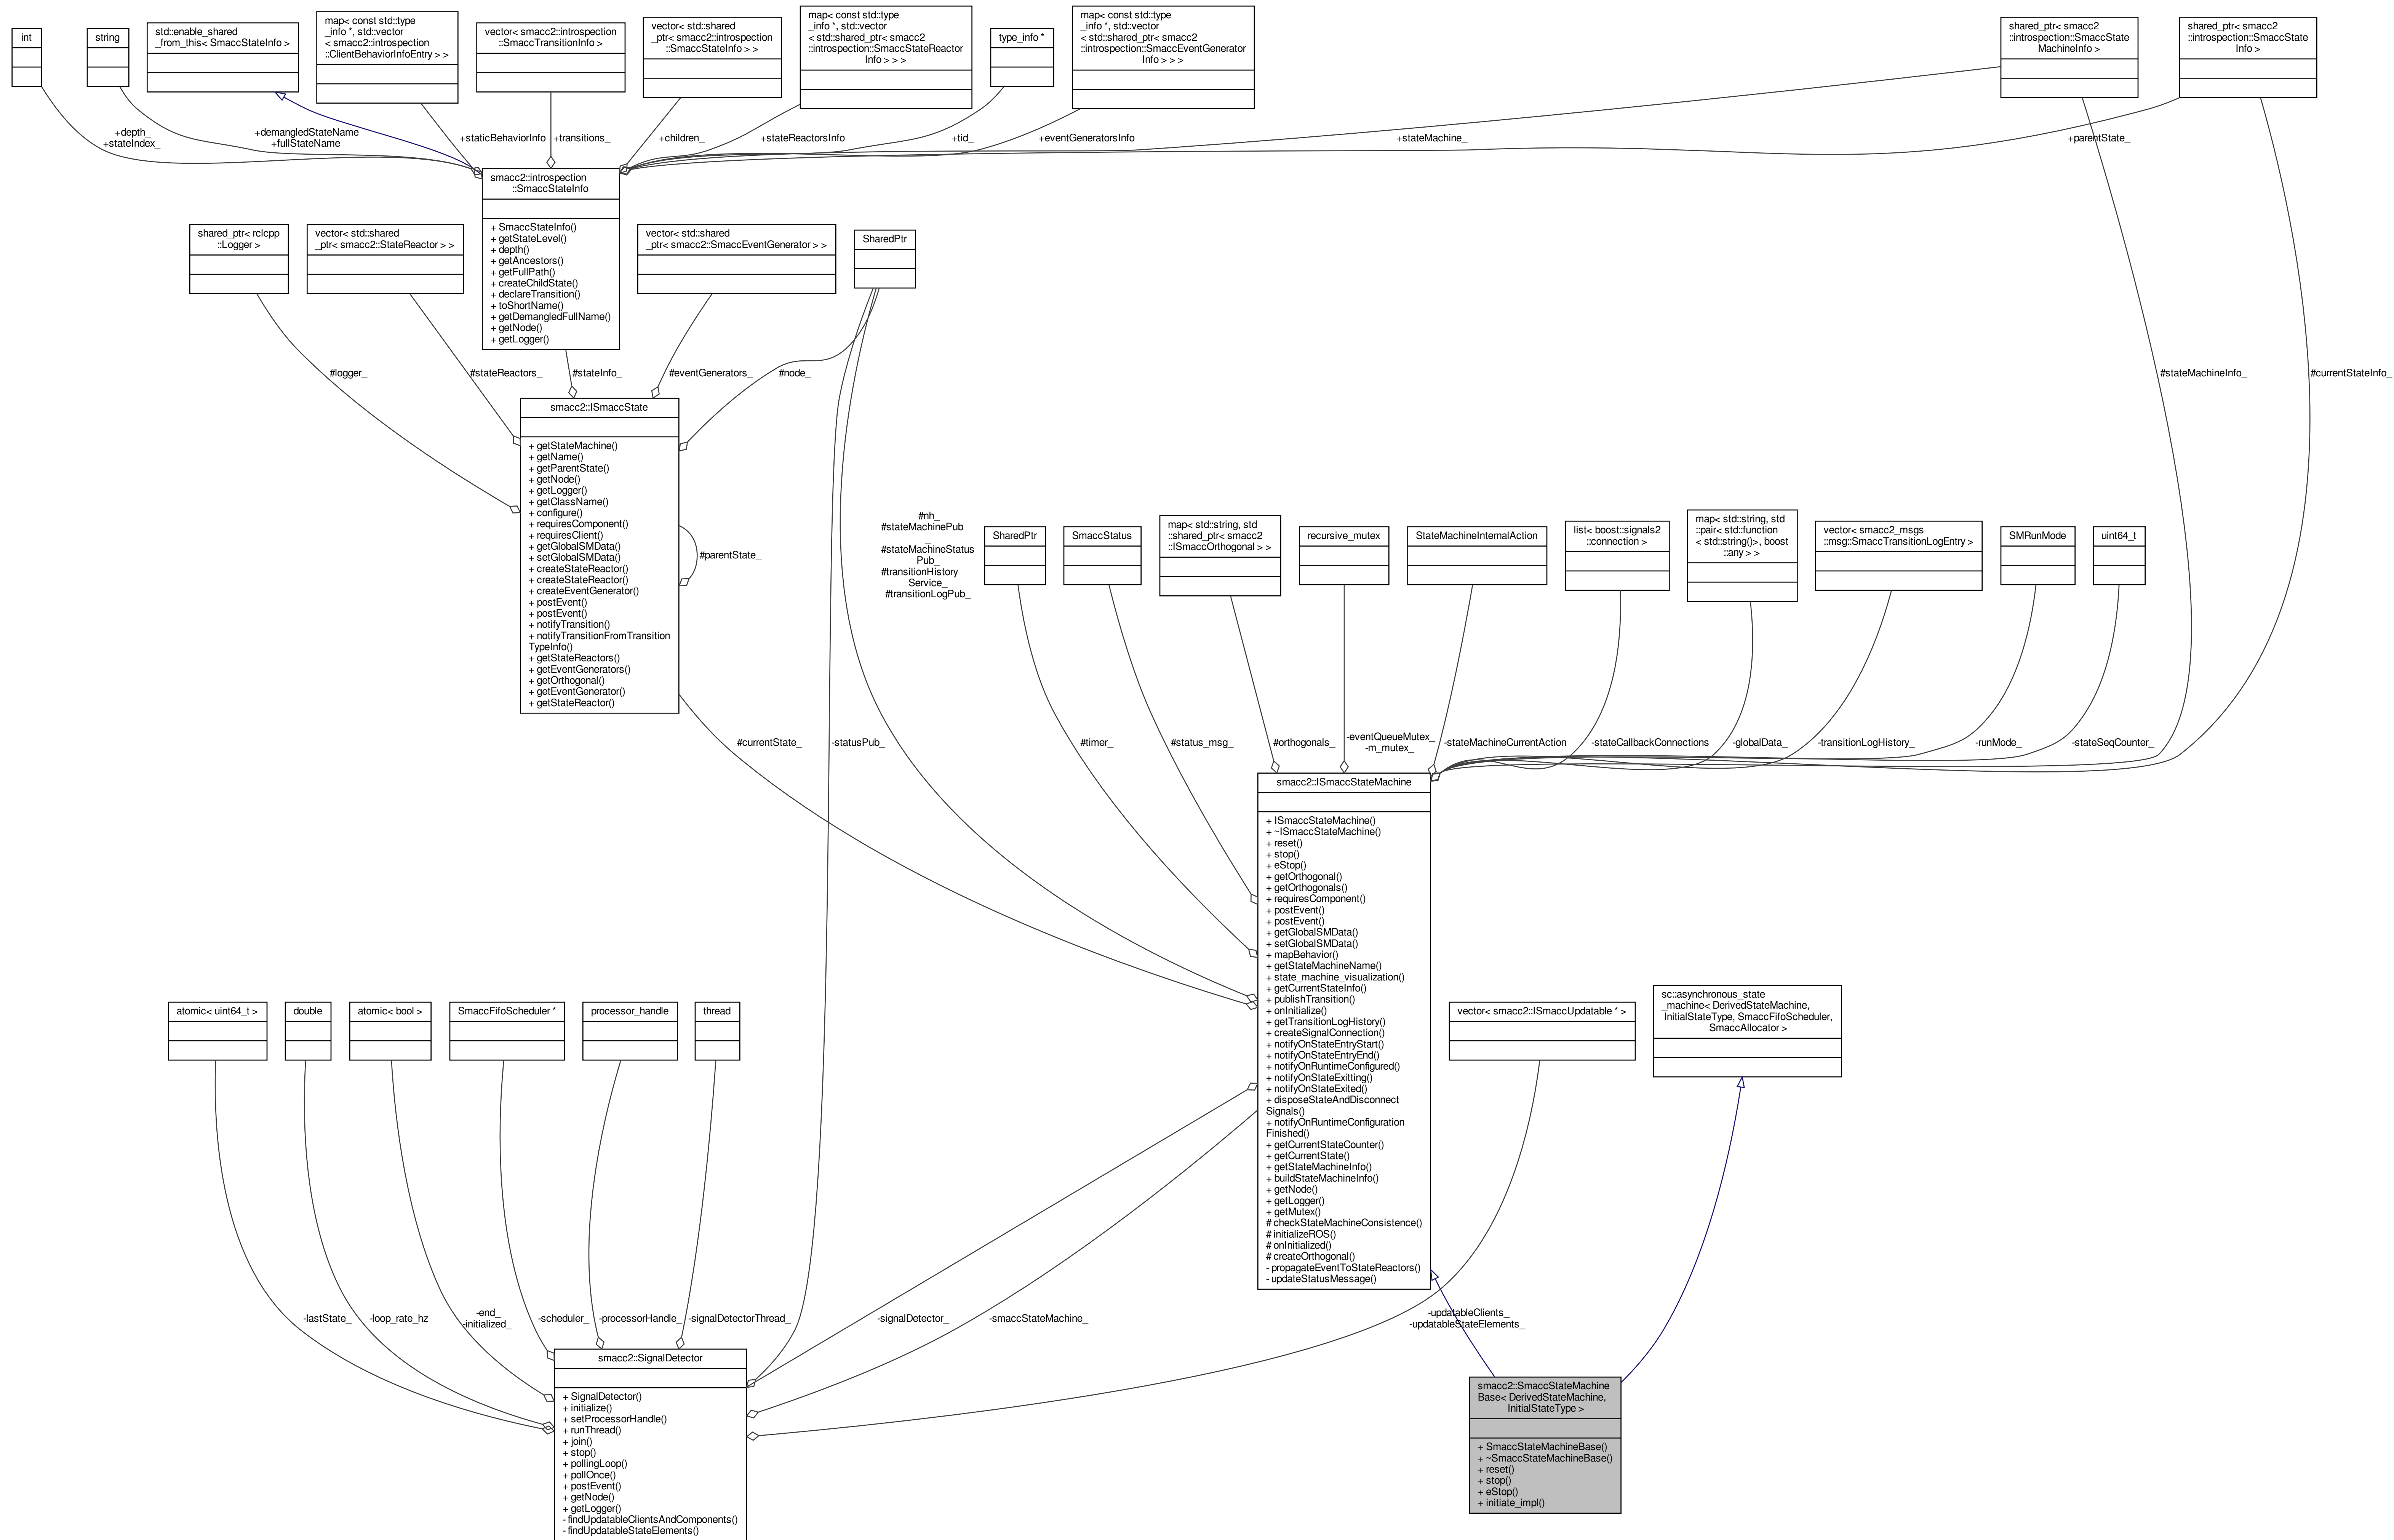 int
string
std::enable_shared
_from_this< SmaccStateInfo >
map< const std::type
_info *, std::vector
< smacc2::introspection
::ClientBehaviorInfoEntry > >
vector< smacc2::introspection
::SmaccTransitionInfo >
vector< std::shared
_ptr< smacc2::introspection
::SmaccStateInfo > >
map< const std::type
_info *, std::vector
< std::shared_ptr< smacc2
::introspection::SmaccStateReactor
Info > > >
type_info *
map< const std::type
_info *, std::vector
< std::shared_ptr< smacc2
::introspection::SmaccEventGenerator
Info > > >
shared_ptr< smacc2
::introspection::SmaccState
MachineInfo >
shared_ptr< smacc2
::introspection::SmaccState
Info >
+depth_
+stateIndex_
+demangledStateName
+fullStateName
+staticBehaviorInfo
+transitions_
+children_
+stateReactorsInfo
+tid_
+eventGeneratorsInfo
+stateMachine_
+parentState_
smacc2::introspection
::SmaccStateInfo
+ SmaccStateInfo()
+ getStateLevel()
+ depth()
+ getAncestors()
+ getFullPath()
+ createChildState()
+ declareTransition()
+ toShortName()
+ getDemangledFullName()
+ getNode()
+ getLogger()
shared_ptr< rclcpp
::Logger >
vector< std::shared
_ptr< smacc2::StateReactor > >
vector< std::shared
_ptr< smacc2::SmaccEventGenerator > >
SharedPtr
#logger_
#stateReactors_
#stateInfo_
#eventGenerators_
#node_
#stateMachineInfo_
#currentStateInfo_
smacc2::ISmaccState
+ getStateMachine()
+ getName()
+ getParentState()
+ getNode()
+ getLogger()
+ getClassName()
+ configure()
+ requiresComponent()
+ requiresClient()
+ getGlobalSMData()
+ setGlobalSMData()
+ createStateReactor()
+ createStateReactor()
+ createEventGenerator()
+ postEvent()
+ postEvent()
+ notifyTransition()
+ notifyTransitionFromTransition
TypeInfo()
+ getStateReactors()
+ getEventGenerators()
+ getOrthogonal()
+ getEventGenerator()
+ getStateReactor()
#parentState_
#nh_
#stateMachinePub
_
#stateMachineStatus
Pub_
#transitionHistory
Service_
#transitionLogPub_
SharedPtr
SmaccStatus
map< std::string, std
::shared_ptr< smacc2
::ISmaccOrthogonal > >
recursive_mutex
StateMachineInternalAction
list< boost::signals2
::connection >
map< std::string, std
::pair< std::function
< std::string()>, boost
::any > >
vector< smacc2_msgs
::msg::SmaccTransitionLogEntry >
SMRunMode
uint64_t
#currentState_
-statusPub_
#timer_
#status_msg_
#orthogonals_
-eventQueueMutex_
-m_mutex_
-stateMachineCurrentAction
-stateCallbackConnections
-globalData_
-transitionLogHistory_
-runMode_
-stateSeqCounter_
smacc2::ISmaccStateMachine
+ ISmaccStateMachine()
+ ~ISmaccStateMachine()
+ reset()
+ stop()
+ eStop()
+ getOrthogonal()
+ getOrthogonals()
+ requiresComponent()
+ postEvent()
+ postEvent()
+ getGlobalSMData()
+ setGlobalSMData()
+ mapBehavior()
+ getStateMachineName()
+ state_machine_visualization()
+ getCurrentStateInfo()
+ publishTransition()
+ onInitialize()
+ getTransitionLogHistory()
+ createSignalConnection()
+ notifyOnStateEntryStart()
+ notifyOnStateEntryEnd()
+ notifyOnRuntimeConfigured()
+ notifyOnStateExitting()
+ notifyOnStateExited()
+ disposeStateAndDisconnect
Signals()
+ notifyOnRuntimeConfiguration
Finished()
+ getCurrentStateCounter()
+ getCurrentState()
+ getStateMachineInfo()
+ buildStateMachineInfo()
+ getNode()
+ getLogger()
+ getMutex()
# checkStateMachineConsistence()
# initializeROS()
# onInitialized()
# createOrthogonal()
- propagateEventToStateReactors()
- updateStatusMessage()
atomic< uint64_t >
double
atomic< bool >
SmaccFifoScheduler *
processor_handle
thread
vector< smacc2::ISmaccUpdatable * >
sc::asynchronous_state
_machine< DerivedStateMachine,
InitialStateType, SmaccFifoScheduler,
SmaccAllocator >
-lastState_
-loop_rate_hz
-end_
-initialized_
-scheduler_
-processorHandle_
-signalDetectorThread_
-signalDetector_
-smaccStateMachine_
-updatableClients_
-updatableStateElements_
smacc2::SignalDetector
+ SignalDetector()
+ initialize()
+ setProcessorHandle()
+ runThread()
+ join()
+ stop()
+ pollingLoop()
+ pollOnce()
+ postEvent()
+ getNode()
+ getLogger()
- findUpdatableClientsAndComponents()
- findUpdatableStateElements()
smacc2::SmaccStateMachine
Base< DerivedStateMachine,
InitialStateType >
+ SmaccStateMachineBase()
+ ~SmaccStateMachineBase()
+ reset()
+ stop()
+ eStop()
+ initiate_impl()